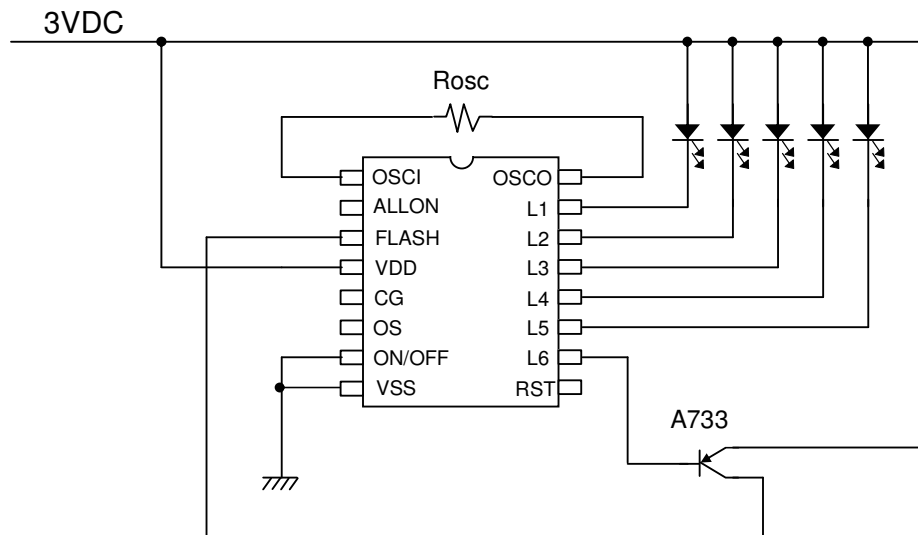 3VDC
Rosc
OSCI OSCO
ALLON L1
FLASH L2
VDD L3
CG L4
OS L5
ON/OFF L6
VSS RST
A733